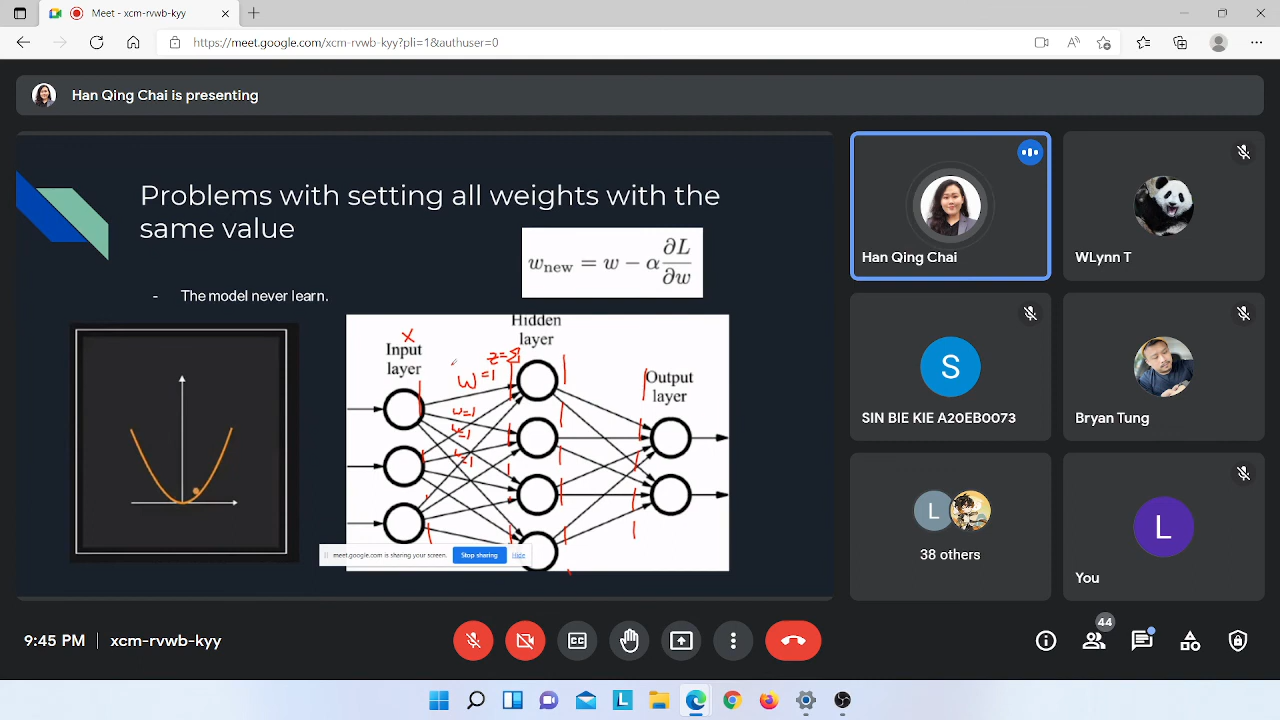 Meet - xcm-rvwb-kyy
https://meet.google.com/xcm-rvwb-kyy?pli=1&authuser=0
Han Qing Chai is presenting
Problems with setting all weights with the
same value
w_new = w − α ∂L/∂w
- The model never learn.
X
Input
layer
Hidden
layer
z=Σ
w=1
w=1
w=1
w=1
Output
layer
meet.google.com is sharing your screen.
Stop sharing
Hide
Han Qing Chai
WLynn T
S
SIN BIE KIE A20EB0073
Bryan Tung
L
38 others
L
You
9:45 PM | xcm-rvwb-kyy
44